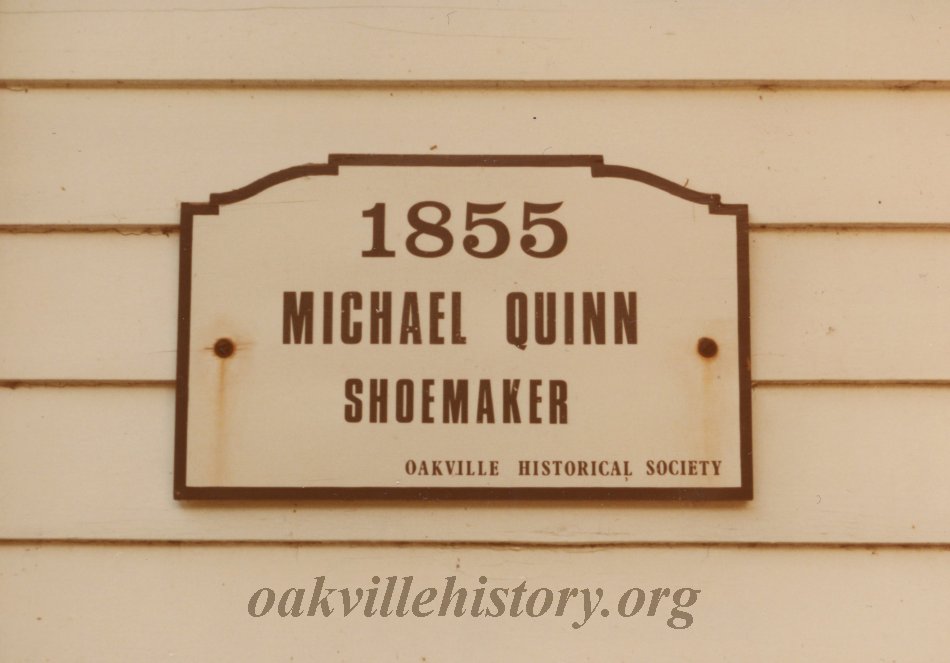 1855
MICHAEL QUINN
SHOEMAKER
OAKVILLE HISTORICAL SOCIETY
oakvillehistory.org